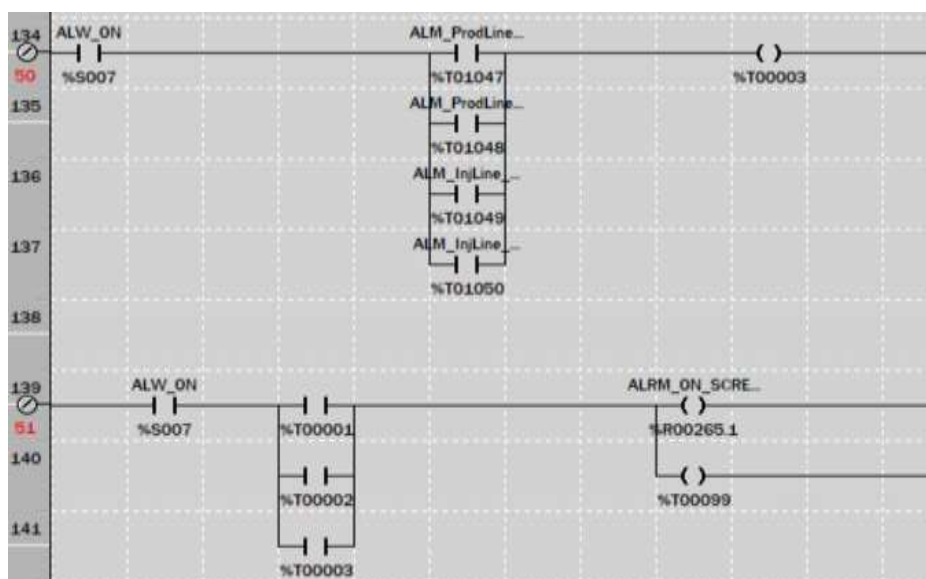 134 ALW_ON ALM_ProdLine...
50 %S007 %T01047 %T00003
135 ALM_ProdLine...
%T01048
136 ALM_InjLine_...
%T01049
137 ALM_InjLine_...
%T01050
138
139 ALW_ON ALRM_ON_SCRE...
51 %S007 %T00001 %R00265.1
140
%T00002 %T00099
141
%T00003